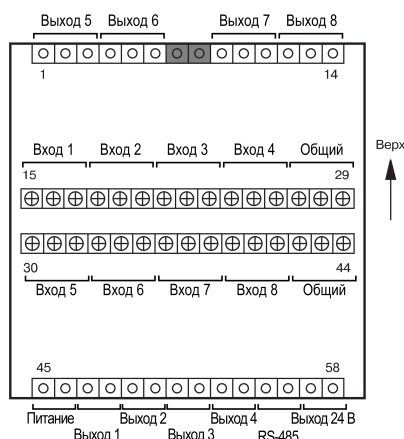 Выход 5 Выход 6 Выход 7 Выход 8
1 14
Верх
Вход 1 Вход 2 Вход 3 Вход 4 Общий
15 29
30 44
Вход 5 Вход 6 Вход 7 Вход 8 Общий
45 58
Питание Выход 2 Выход 4 Выход 24 В
Выход 1 Выход 3 RS-485